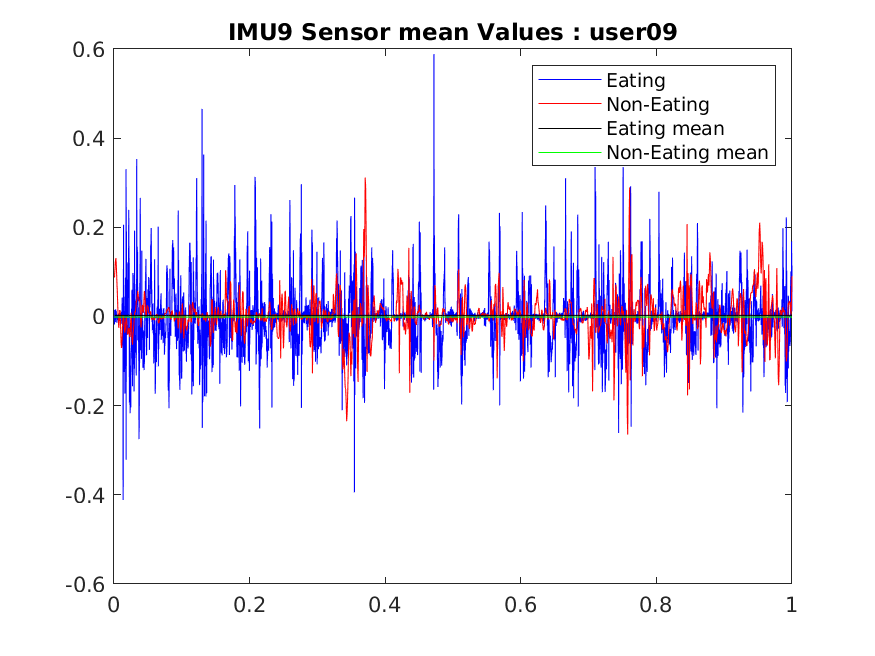 IMU9 Sensor mean Values : user09
0.6
Eating
Non-Eating
Eating mean
Non-Eating mean
0.4
0.2
0
-0.2
-0.4
-0.6
0 0.2 0.4 0.6 0.8 1